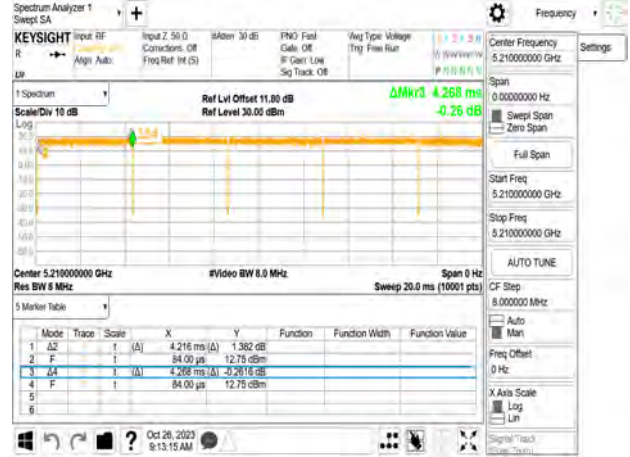 Spectrum Analyzer 1
Swept SA
+
Frequency
Settings
KEYSIGHT Input: RF Input Z: 50 Ω #Atten: 30 dB PNO: Fast Avg Type: Voltage
R Corrections: Off Gate: Off Trig: Free Run
Align: Auto Freq Ref: Int (S) IF Gain: Low
Sig Track: Off
1 Spectrum
Scale/Div 10 dB
Ref Lvl Offset 11.80 dB
Ref Level 30.00 dBm
ΔMkr3 4.268 ms
-0.26 dB
Log
Center 5.210000000 GHz #Video BW 8.0 MHz Span 0 Hz
Res BW 8 MHz Sweep 20.0 ms (10001 pts)
5 Marker Table
Mode Trace Scale X Y Function Function Width Function Value
1 Δ2 t (Δ) 4.216 ms (Δ) 1.382 dB
2 F t 84.00 µs 12.75 dBm
3 Δ4 t (Δ) 4.268 ms (Δ) -0.2616 dB
4 F t 84.00 µs 12.75 dBm
5
6
Center Frequency
5.210000000 GHz
Span
0.00000000 Hz
Swept Span
Zero Span
Full Span
Start Freq
5.210000000 GHz
Stop Freq
5.210000000 GHz
AUTO TUNE
CF Step
8.000000 MHz
Auto
Man
Freq Offset
0 Hz
X Axis Scale
Log
Lin
Signal Track
?
Oct 26, 2023
9:13:15 AM